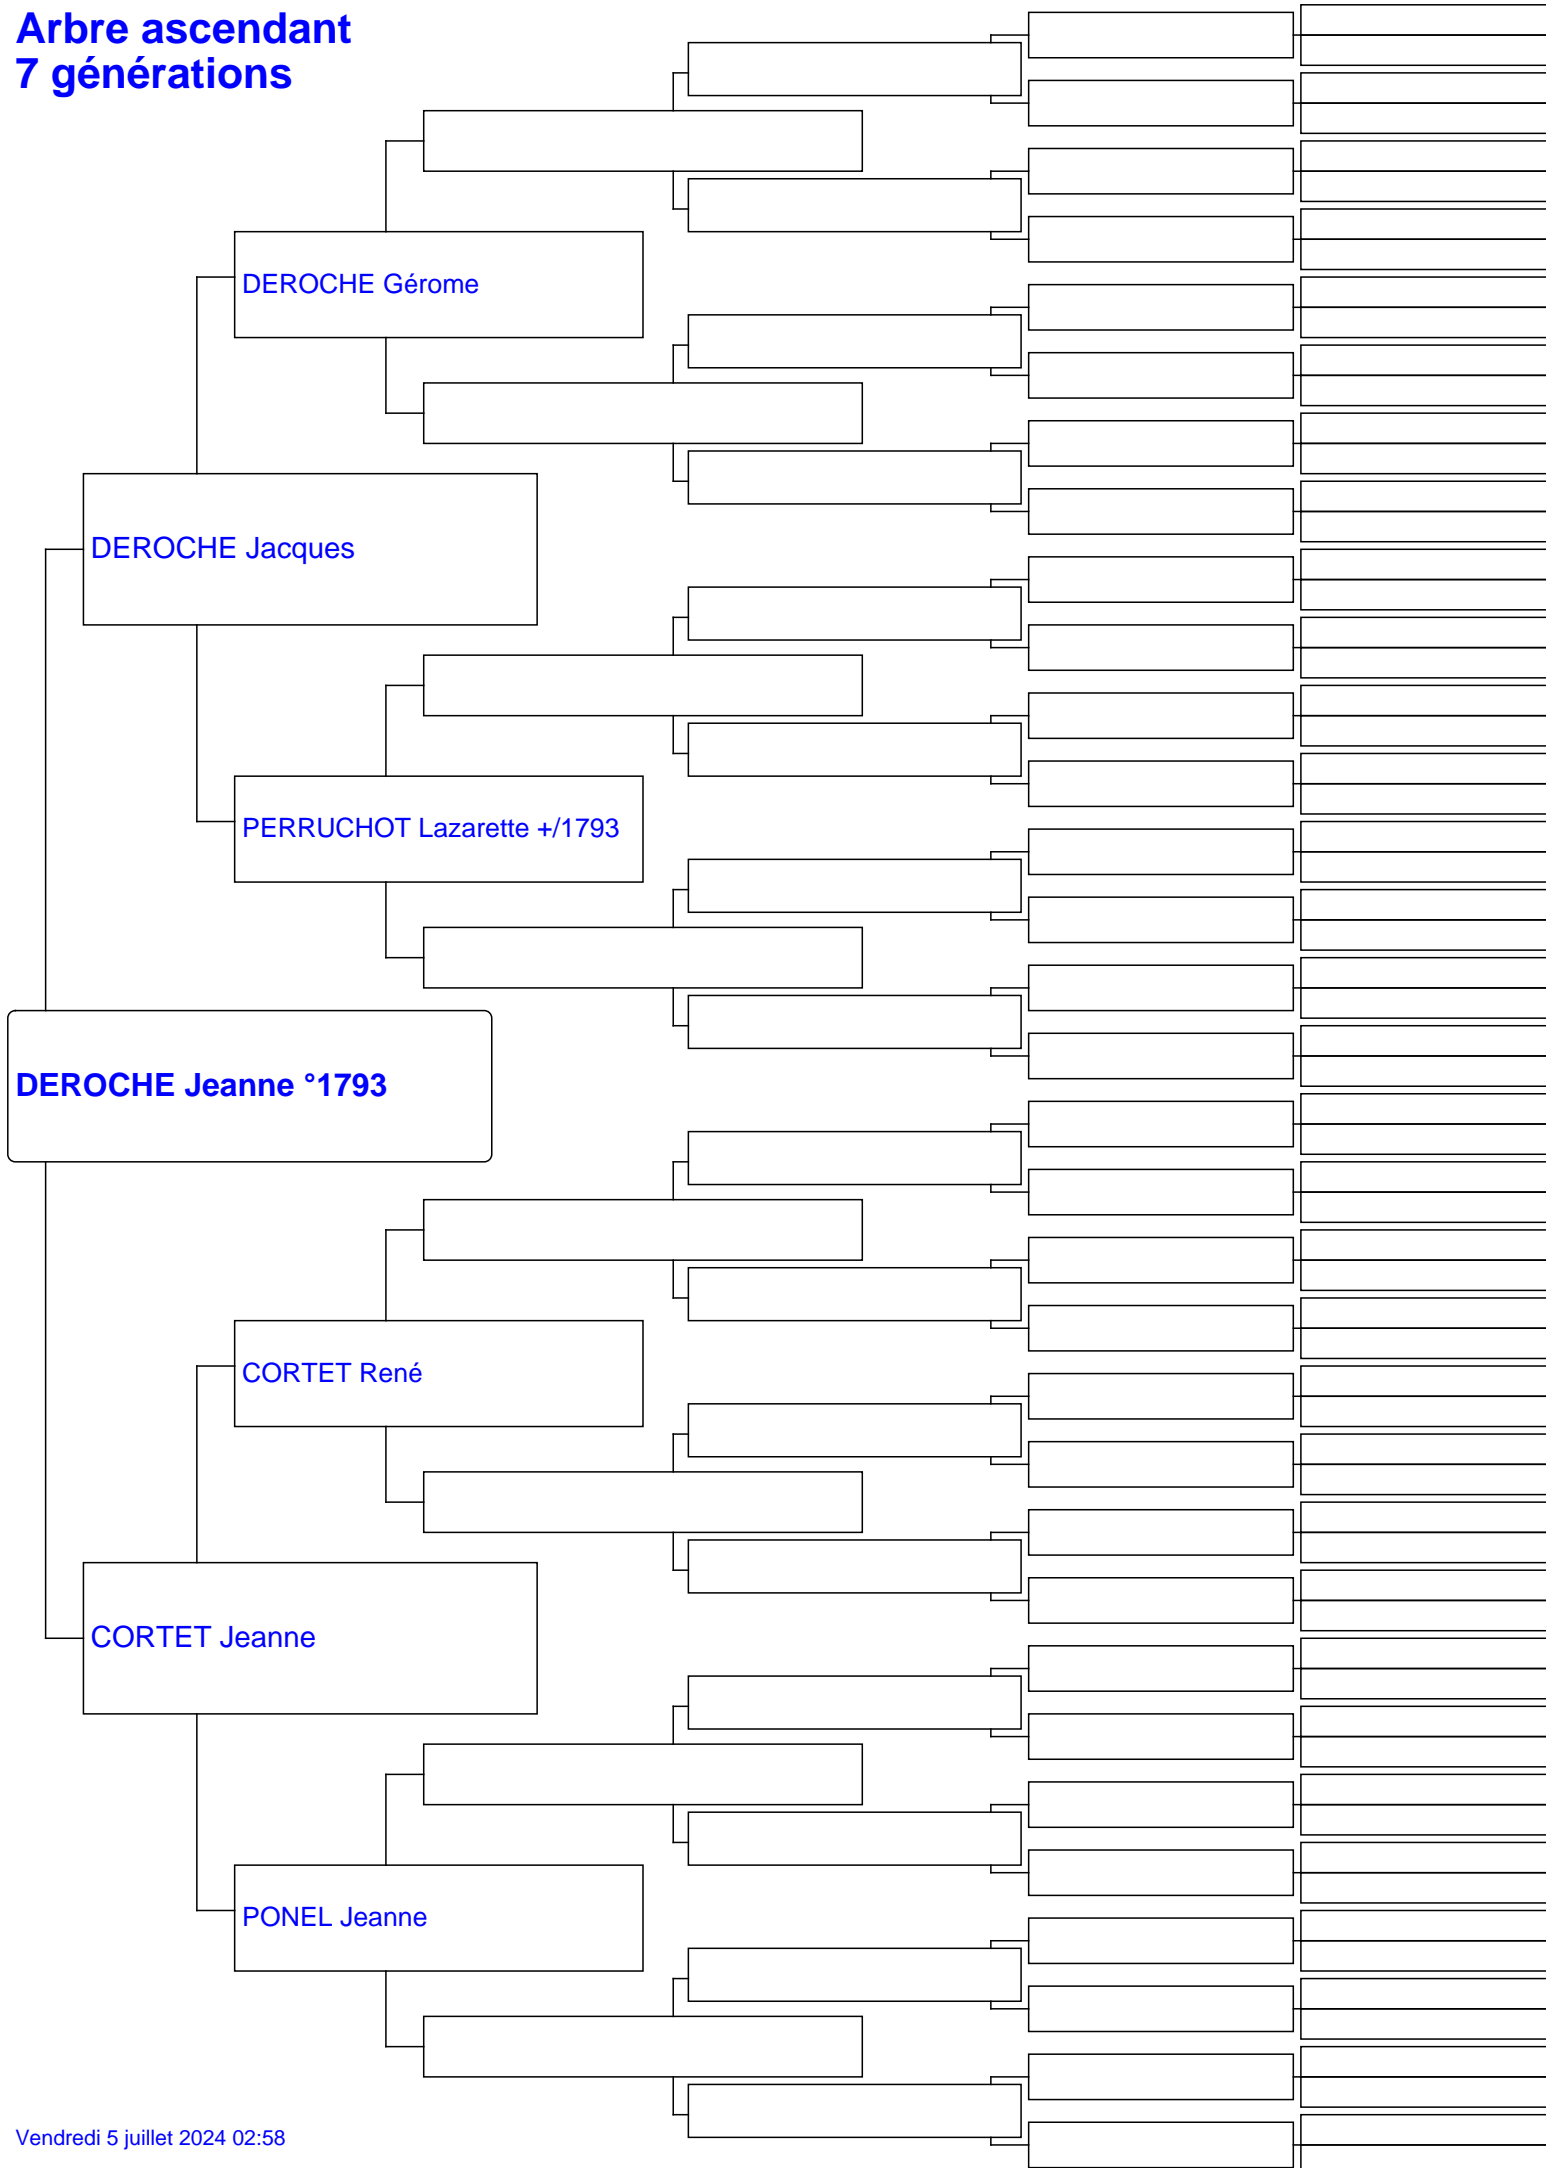 Arbre ascendant
7 générations
DEROCHE Gérome
DEROCHE Jacques
PERRUCHOT Lazarette +/1793
DEROCHE Jeanne °1793
CORTET René
CORTET Jeanne
PONEL Jeanne
Vendredi 5 juillet 2024 02:58